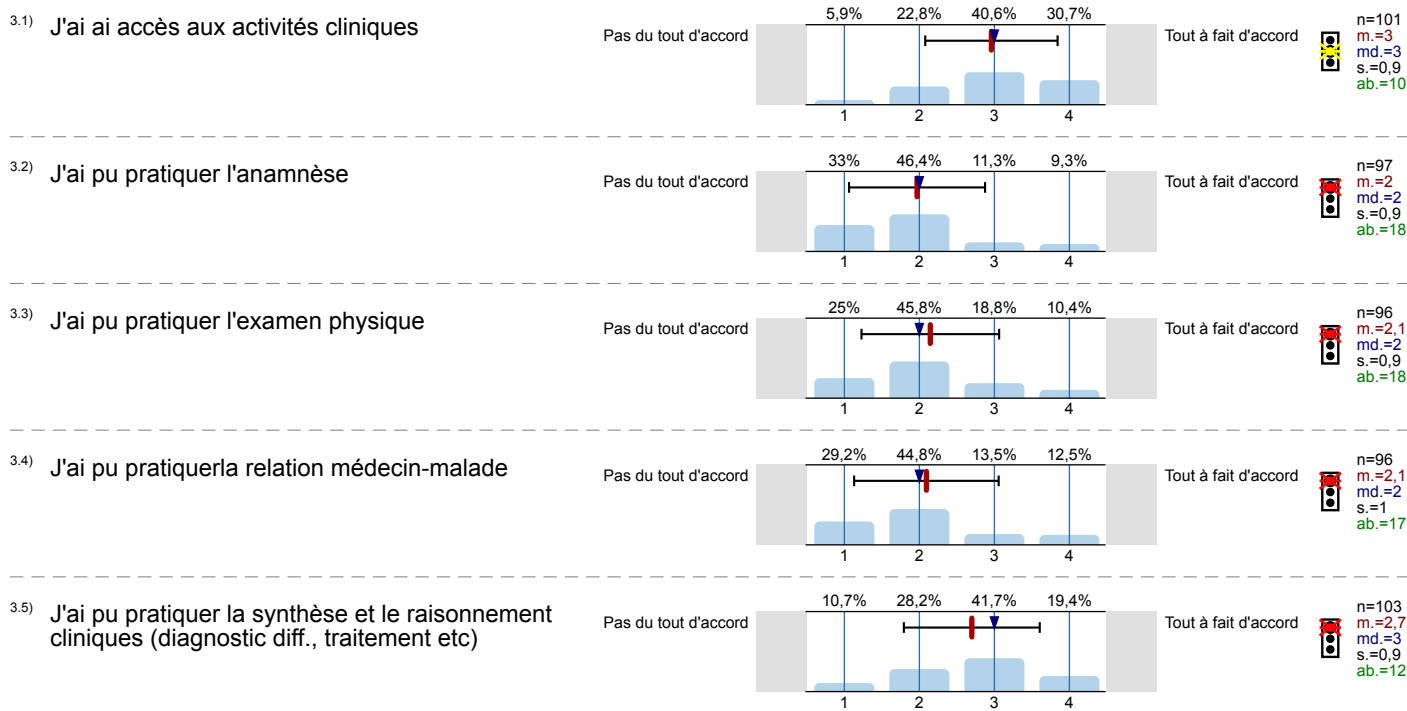 3.1) J'ai ai accès aux activités cliniques
Pas du tout d'accord
5,9% 22,8% 40,6% 30,7%
1 2 3 4
Tout à fait d'accord
n=101
m.=3
md.=3
s.=0,9
ab.=10
3.2) J'ai pu pratiquer l'anamnèse
Pas du tout d'accord
33% 46,4% 11,3% 9,3%
1 2 3 4
Tout à fait d'accord
n=97
m.=2
md.=2
s.=0,9
ab.=18
3.3) J'ai pu pratiquer l'examen physique
Pas du tout d'accord
25% 45,8% 18,8% 10,4%
1 2 3 4
Tout à fait d'accord
n=96
m.=2,1
md.=2
s.=0,9
ab.=18
3.4) J'ai pu pratiquerla relation médecin-malade
Pas du tout d'accord
29,2% 44,8% 13,5% 12,5%
1 2 3 4
Tout à fait d'accord
n=96
m.=2,1
md.=2
s.=1
ab.=17
3.5) J'ai pu pratiquer la synthèse et le raisonnement
cliniques (diagnostic diff., traitement etc)
Pas du tout d'accord
10,7% 28,2% 41,7% 19,4%
1 2 3 4
Tout à fait d'accord
n=103
m.=2,7
md.=3
s.=0,9
ab.=12